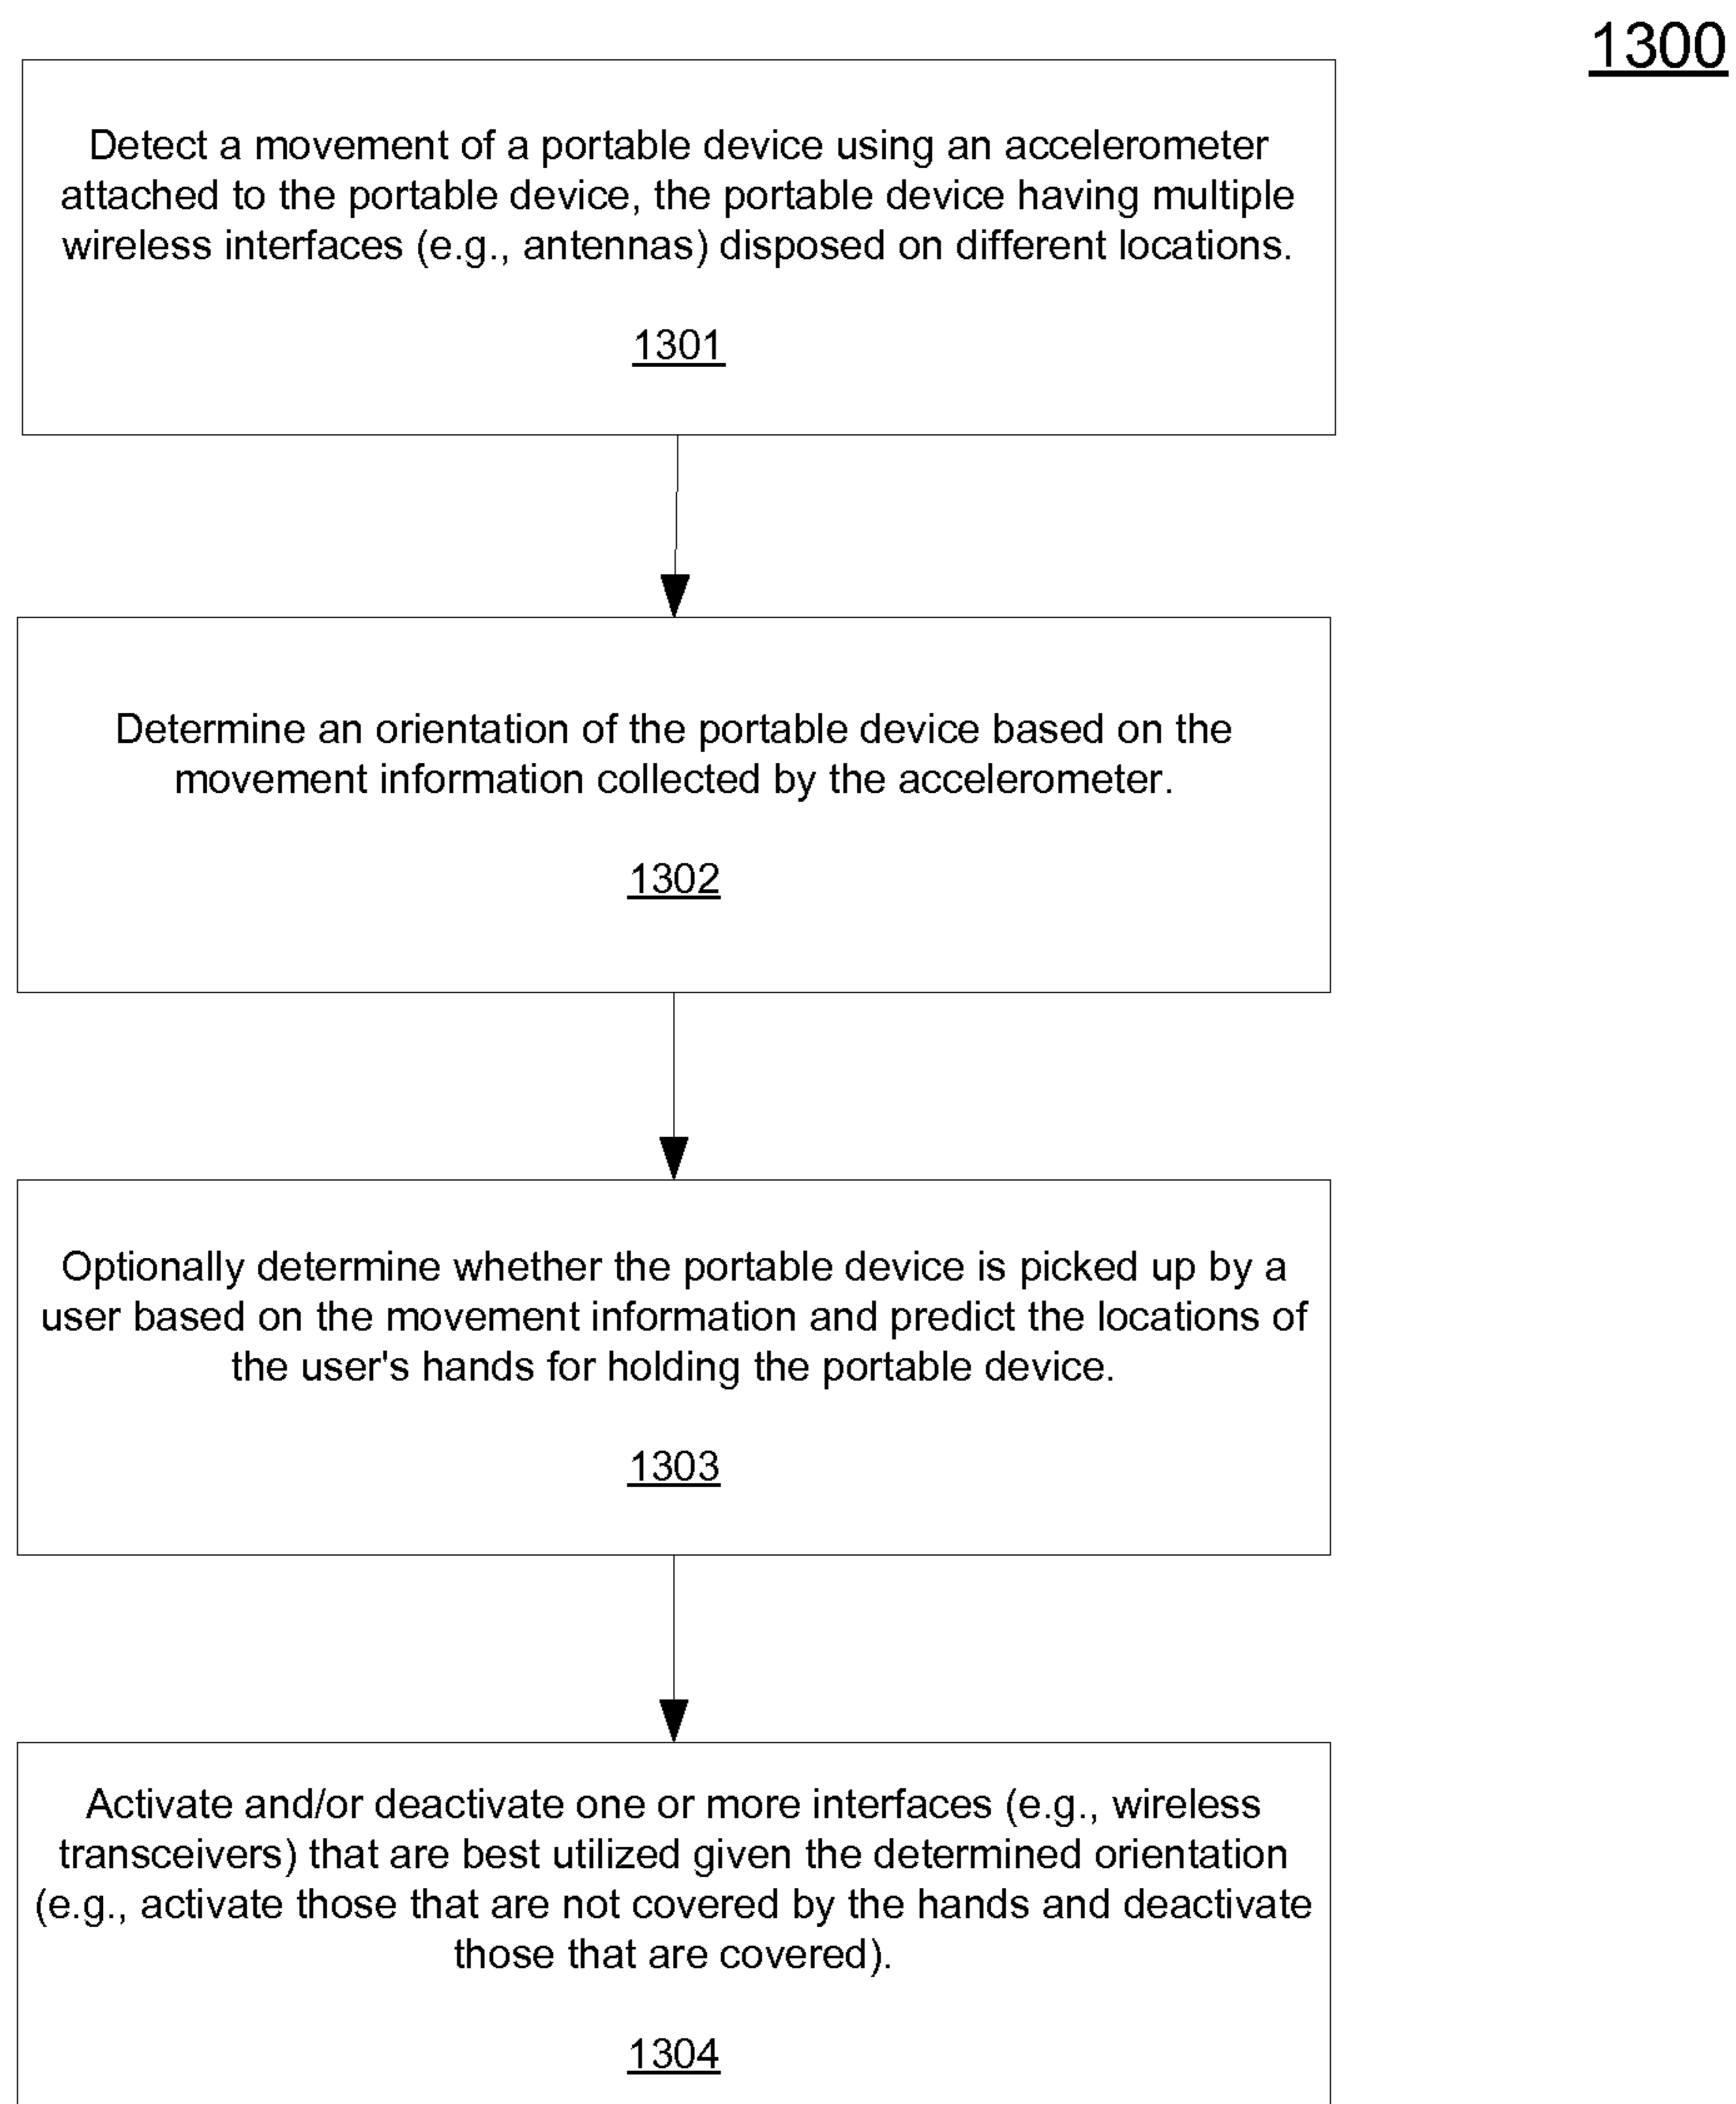 1300
Detect a movement of a portable device using an accelerometer
attached to the portable device, the portable device having multiple
wireless interfaces (e.g., antennas) disposed on different locations.
1301
Determine an orientation of the portable device based on the
movement information collected by the accelerometer.
1302
Optionally determine whether the portable device is picked up by a
user based on the movement information and predict the locations of
the user's hands for holding the portable device.
1303
Activate and/or deactivate one or more interfaces (e.g., wireless
transceivers) that are best utilized given the determined orientation
(e.g., activate those that are not covered by the hands and deactivate
those that are covered).
1304